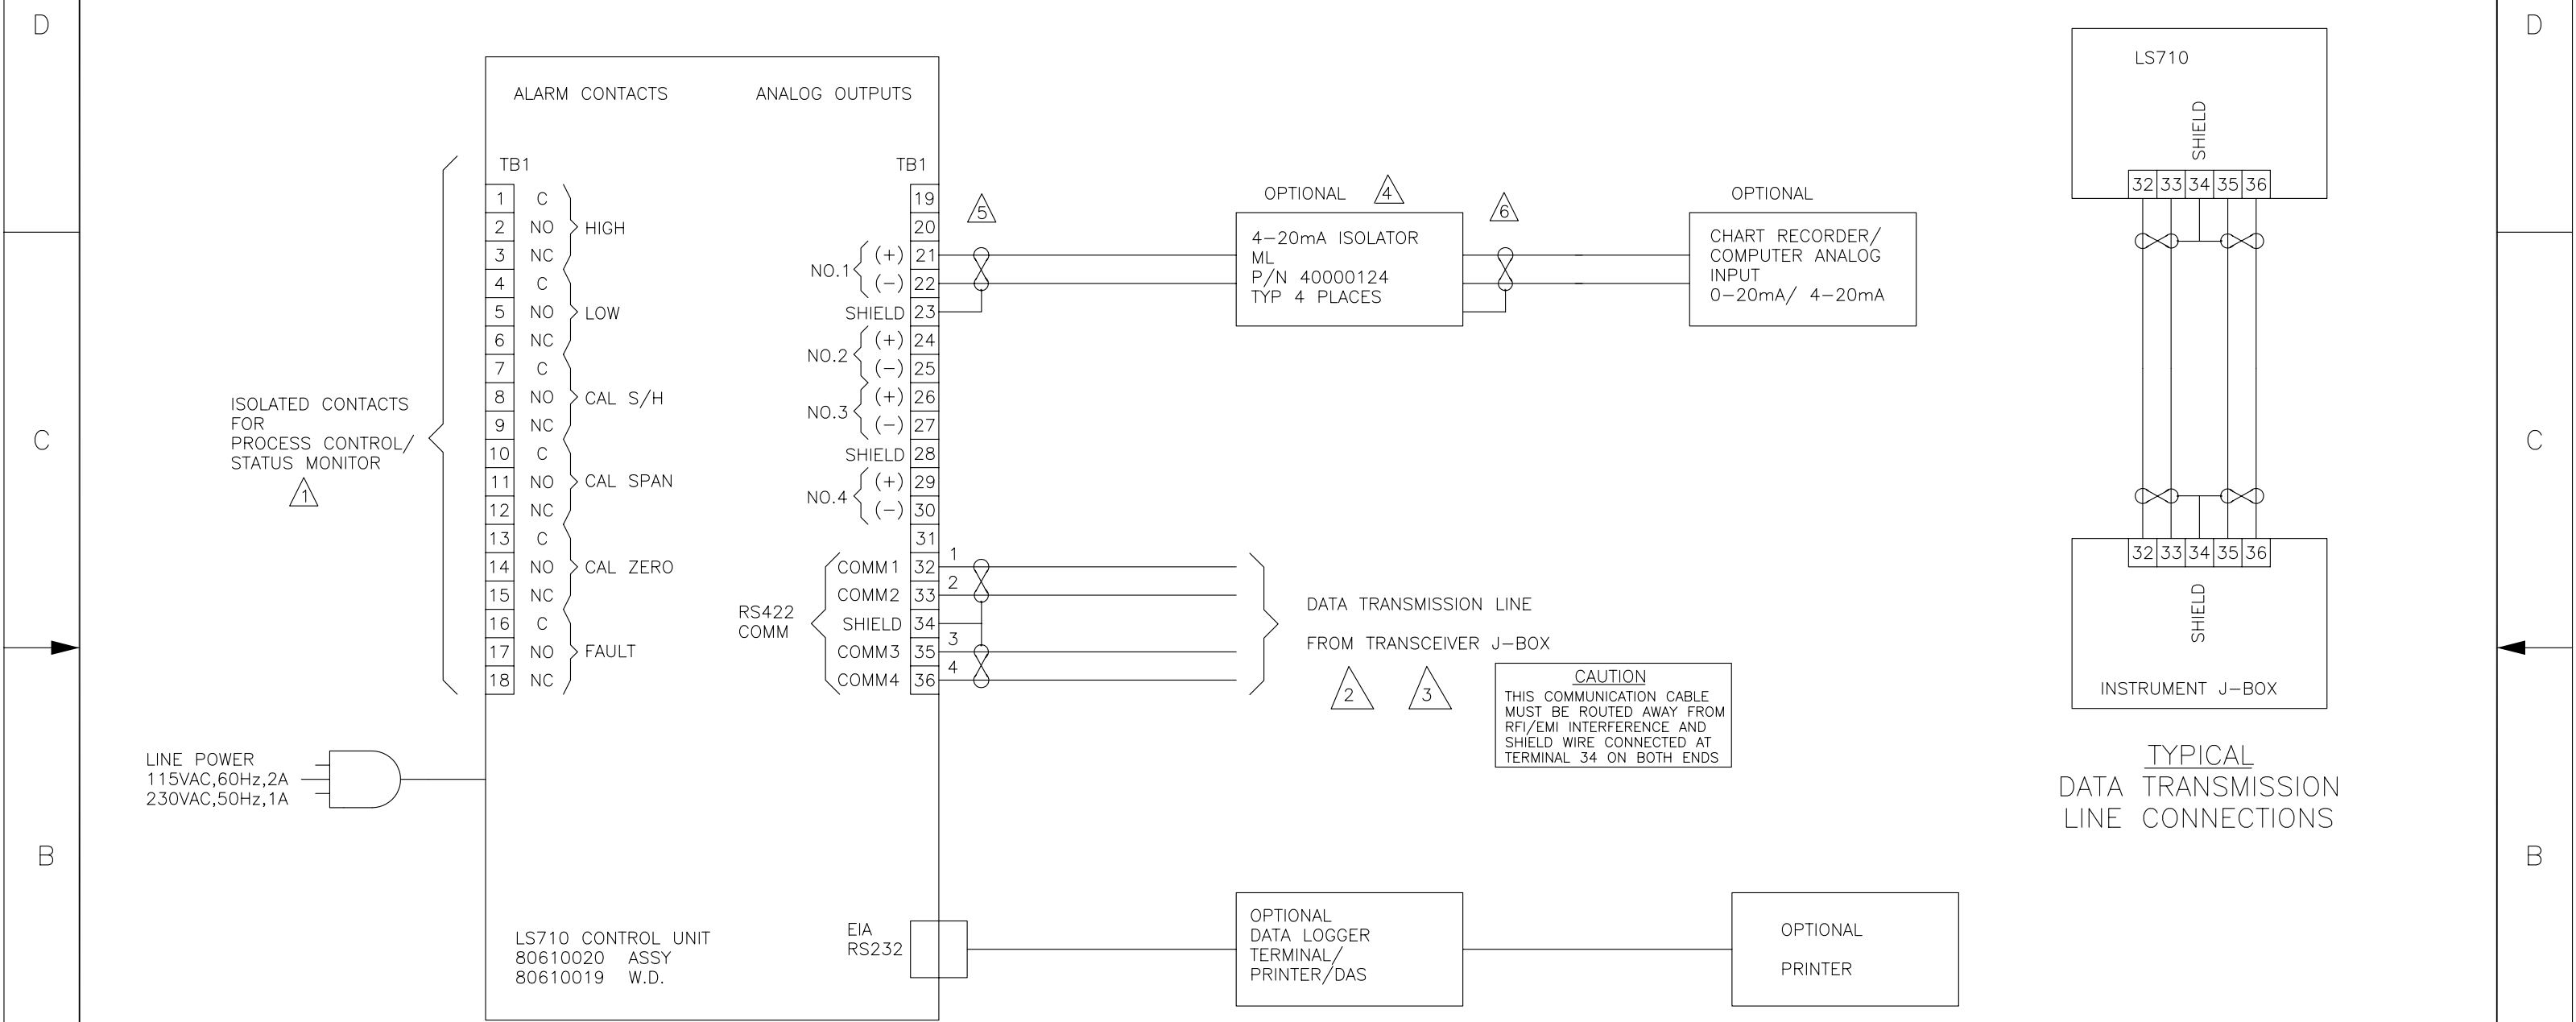 D
D
LS710
SHIELD
32 33 34 35 36
32 33 34 35 36
SHIELD
INSTRUMENT J-BOX
TYPICAL
DATA TRANSMISSION
LINE CONNECTIONS
ALARM CONTACTS
ANALOG OUTPUTS
TB1
TB1
1 C
2 NO HIGH
3 NC
4 C
5 NO LOW
6 NC
7 C
8 NO CAL S/H
9 NC
10 C
11 NO CAL SPAN
12 NC
13 C
14 NO CAL ZERO
15 NC
16 C
17 NO FAULT
18 NC
ISOLATED CONTACTS
FOR
PROCESS CONTROL/
STATUS MONITOR
1
19
20
NO.1 (+) 21
(-) 22
SHIELD 23
NO.2 (+) 24
(-) 25
NO.3 (+) 26
(-) 27
SHIELD 28
NO.4 (+) 29
(-) 30
31
RS422
COMM
COMM1 32 1
COMM2 33 2
SHIELD 34
COMM3 35 3
COMM4 36 4
5
OPTIONAL 4
4-20mA ISOLATOR
ML
P/N 40000124
TYP 4 PLACES
6
OPTIONAL
CHART RECORDER/
COMPUTER ANALOG
INPUT
0-20mA/ 4-20mA
DATA TRANSMISSION LINE
FROM TRANSCEIVER J-BOX
2 3
CAUTION
THIS COMMUNICATION CABLE
MUST BE ROUTED AWAY FROM
RFI/EMI INTERFERENCE AND
SHIELD WIRE CONNECTED AT
TERMINAL 34 ON BOTH ENDS
C
C
LINE POWER
115VAC,60Hz,2A
230VAC,50Hz,1A
B
B
LS710 CONTROL UNIT
80610020 ASSY
80610019 W.D.
EIA
RS232
OPTIONAL
DATA LOGGER
TERMINAL/
PRINTER/DAS
OPTIONAL
PRINTER